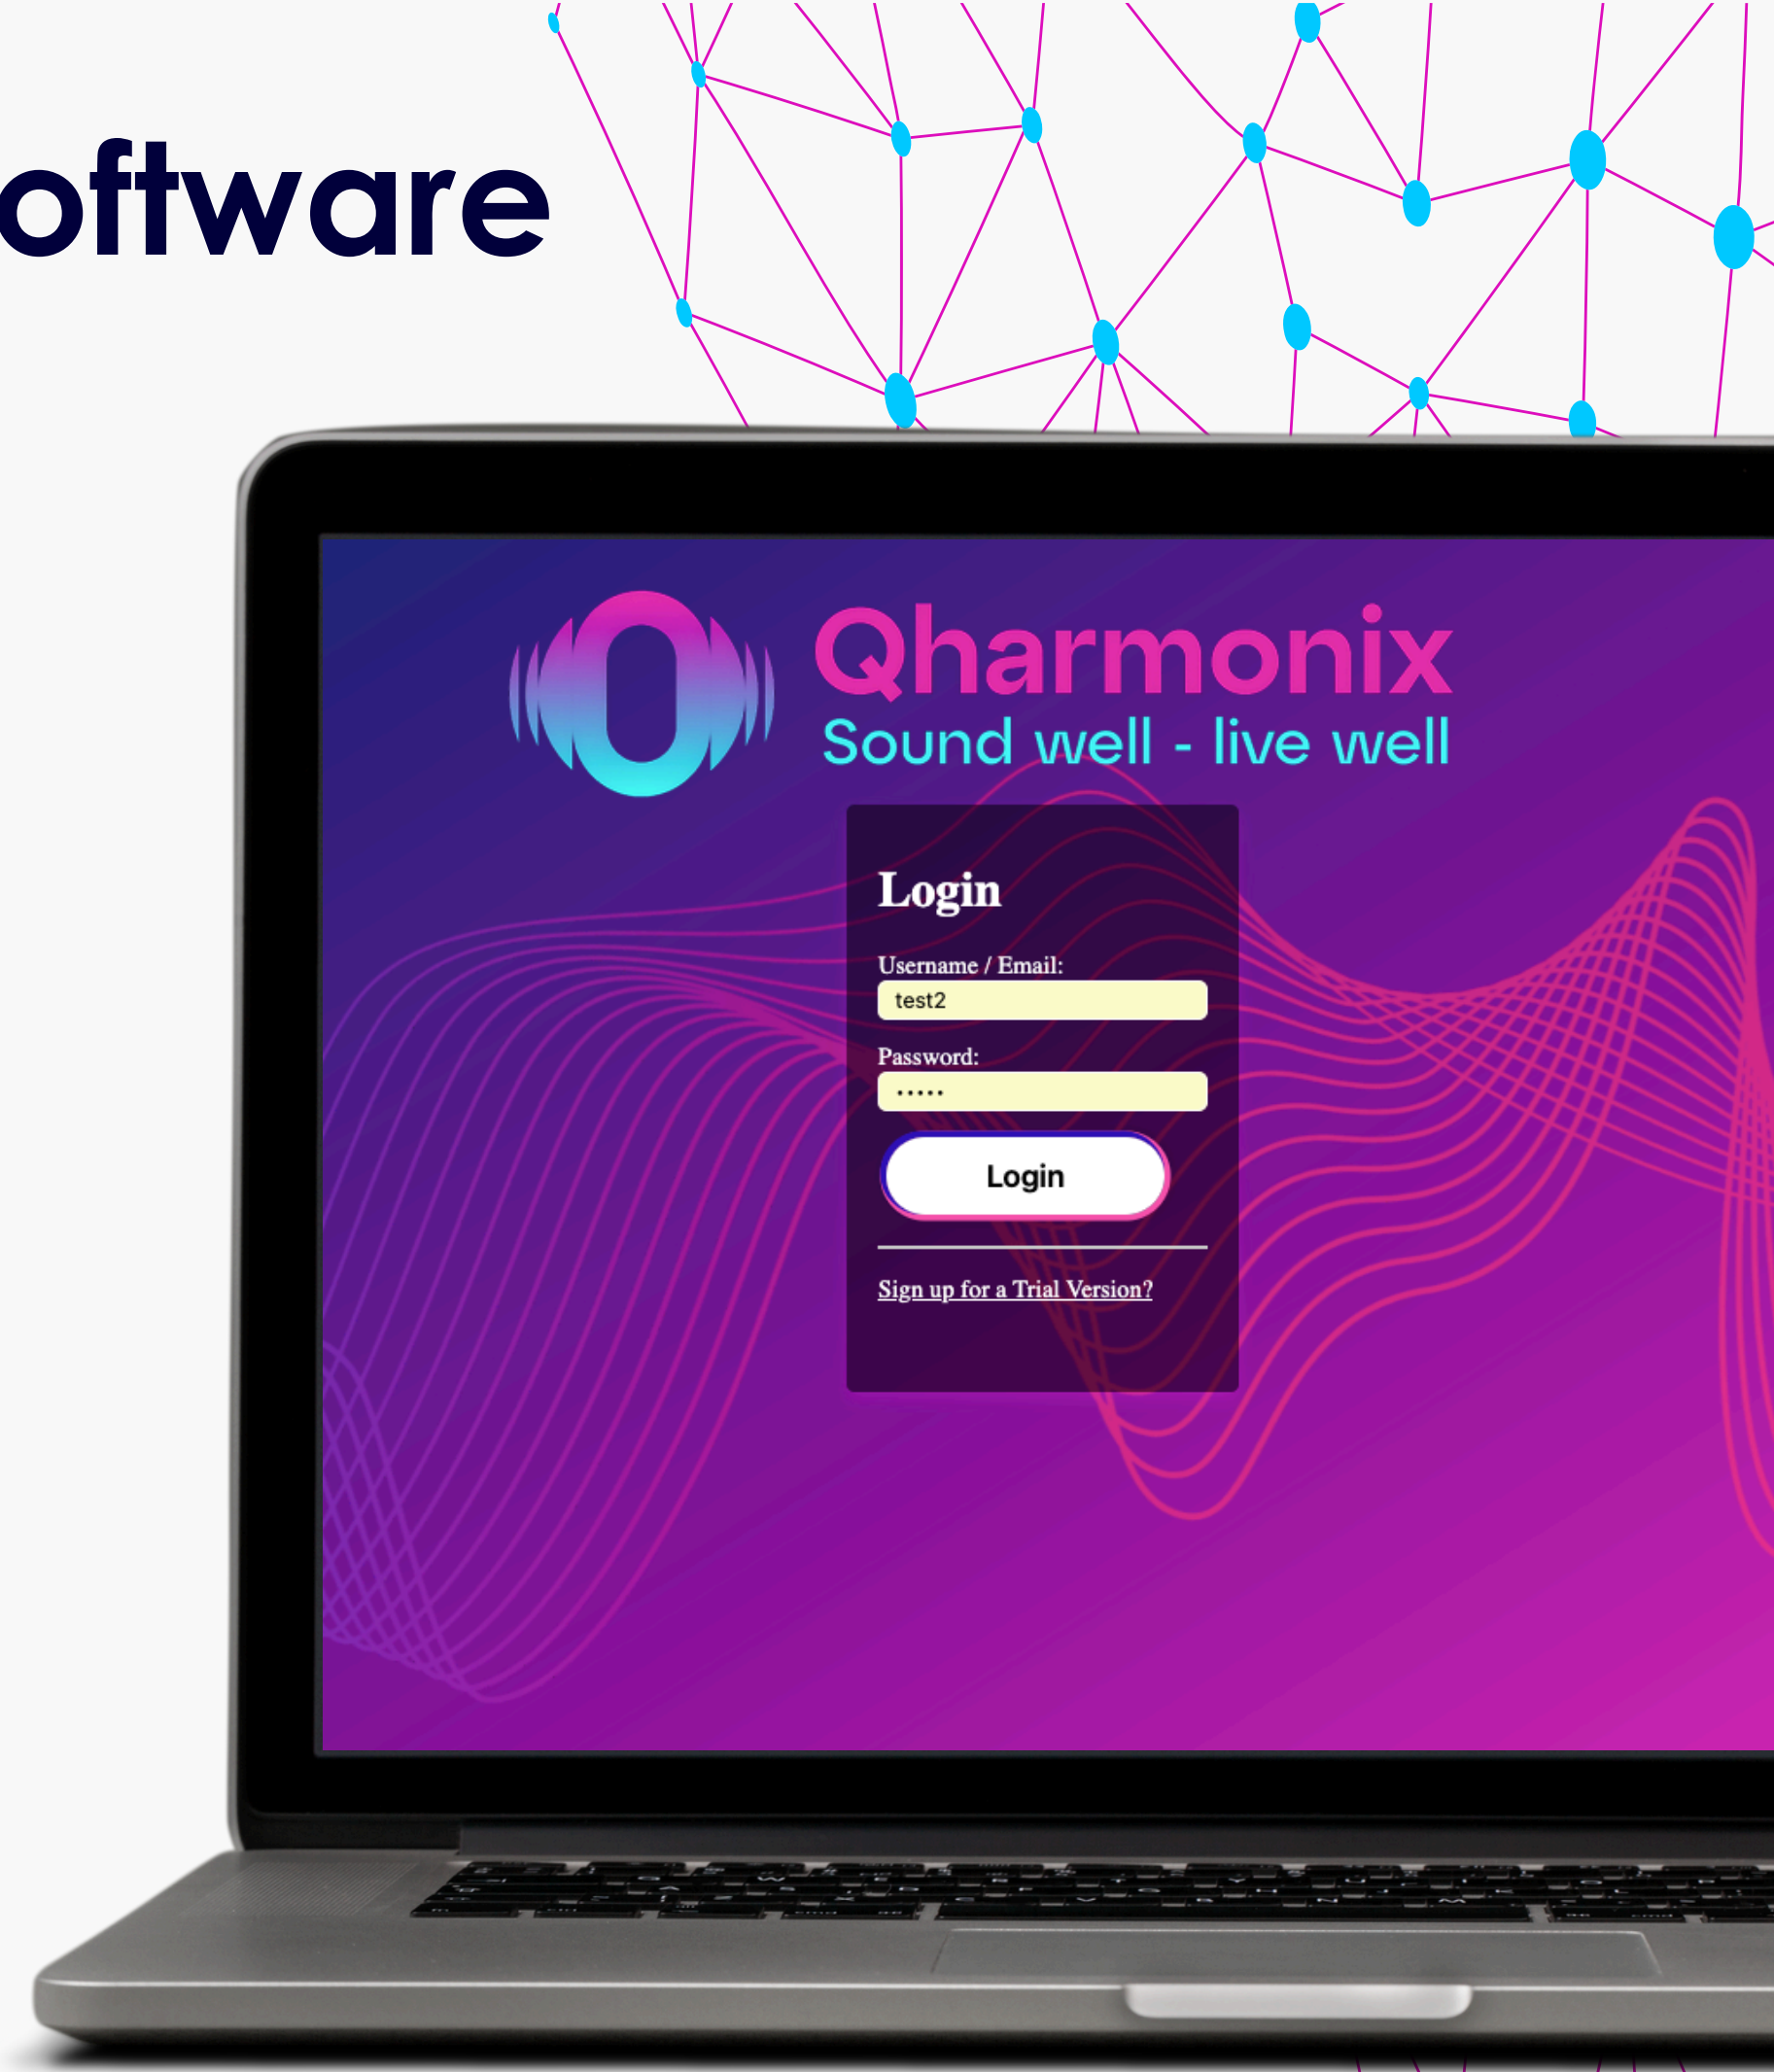 oftware
Qharmonix
Sound well - live well
Login
Username / Email:
test2
Password:
•••••
Login
Sign up for a Trial Version?